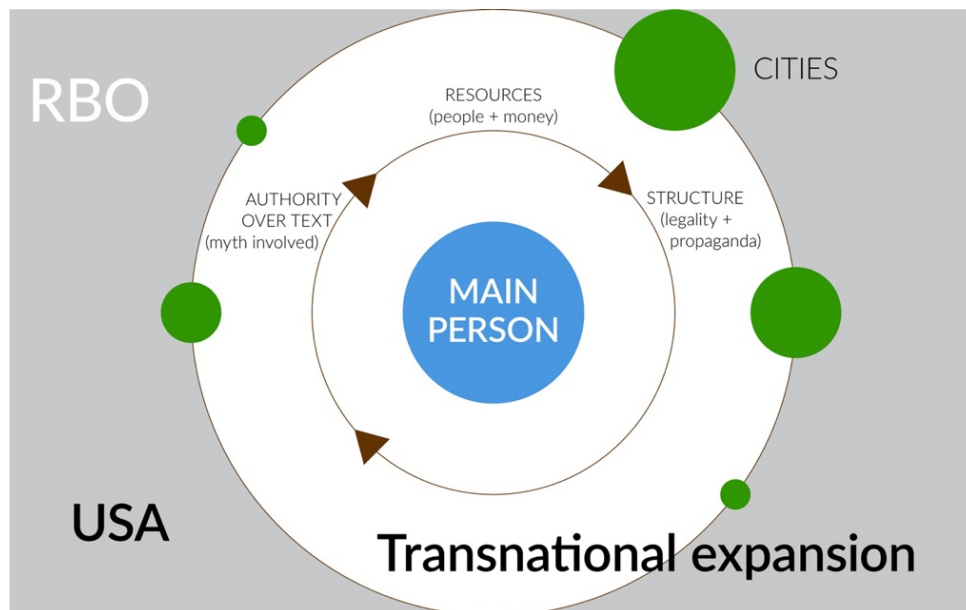 RBO
CITIES
RESOURCES
(people + money)
AUTHORITY
OVER TEXT
(myth involved)
STRUCTURE
(legality +
propaganda)
MAIN
PERSON
USA
Transnational expansion